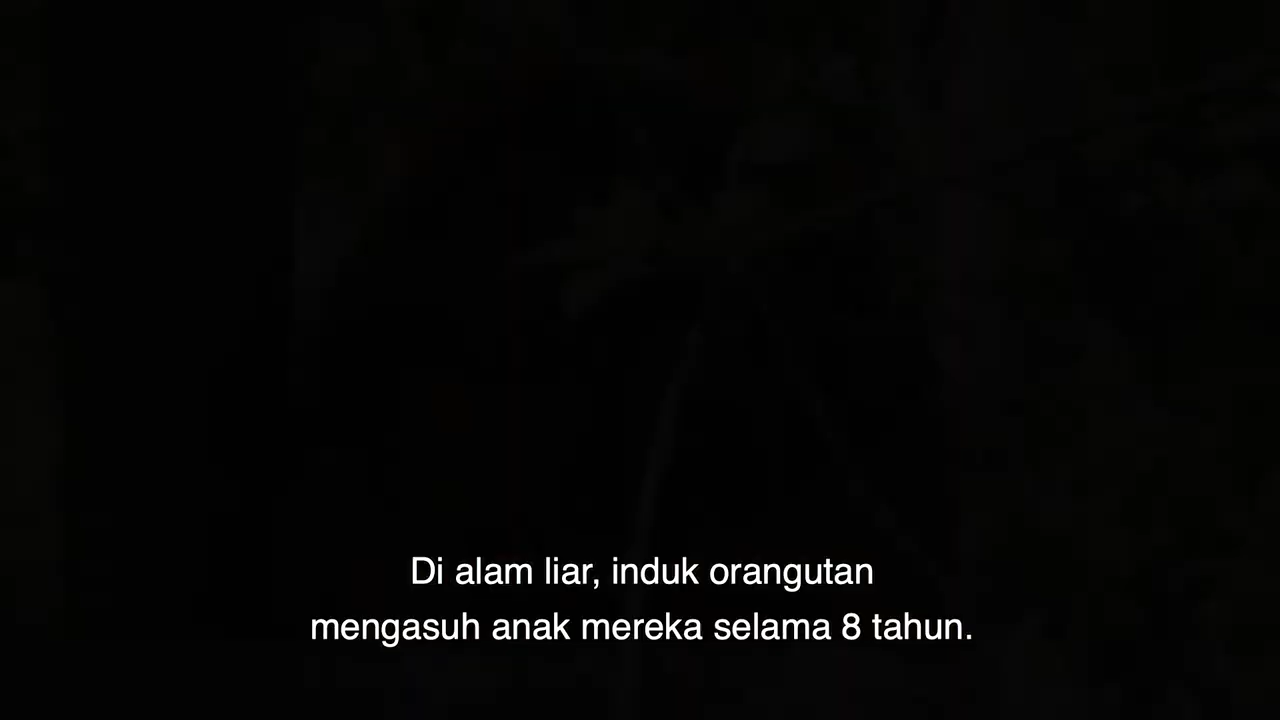 Di alam liar, induk orangutan
mengasuh anak mereka selama 8 tahun.